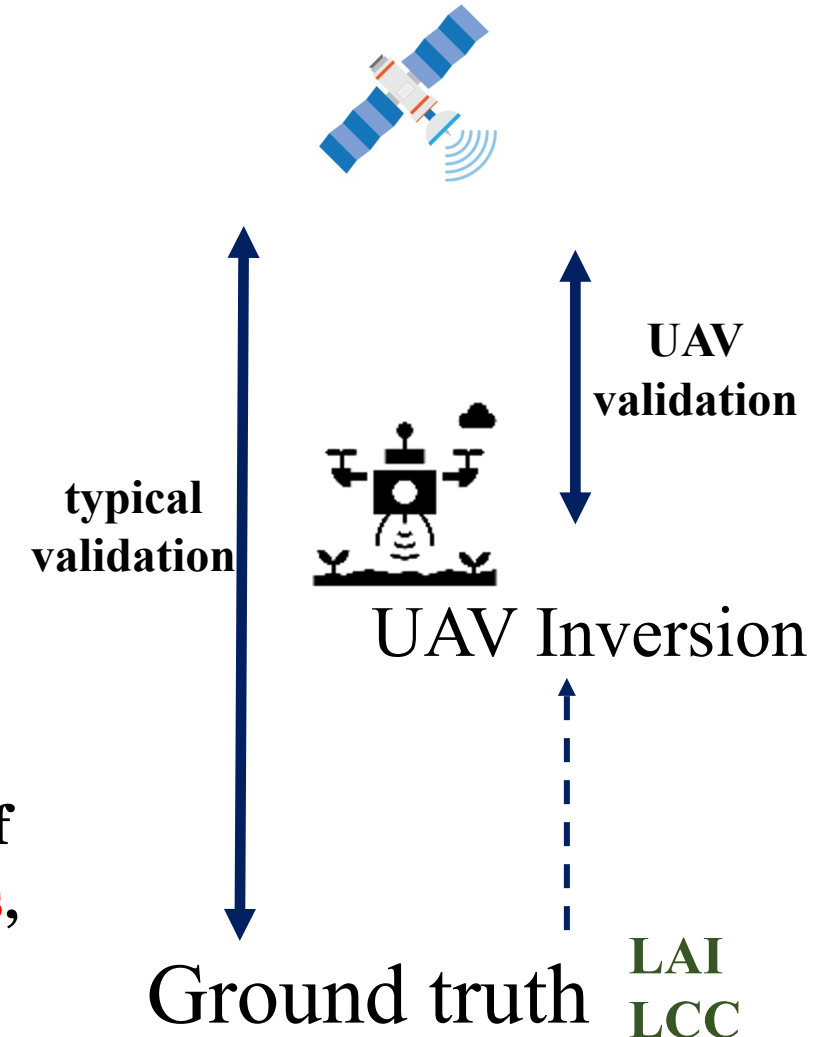 UAV
validation
typical
validation
UAV Inversion
f
,
Ground truth
LAI
LCC